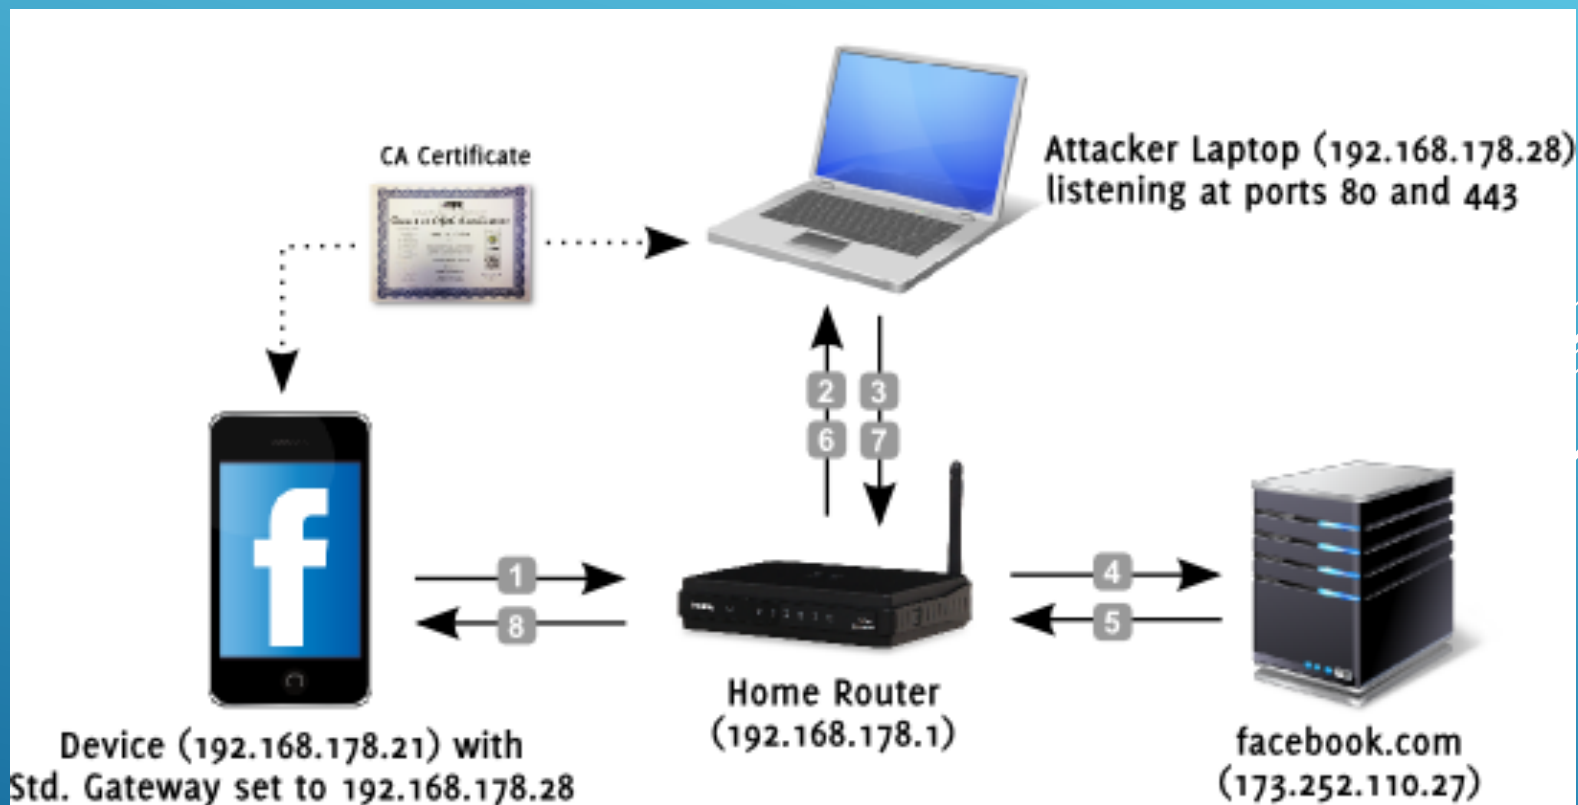 CA Certificate
Attacker Laptop (192.168.178.28)
listening at ports 80 and 443
2
3
6
7
f
1
4
8
5
Home Router
(192.168.178.1)
Device (192.168.178.21) with
Std. Gateway set to 192.168.178.28
facebook.com
(173.252.110.27)